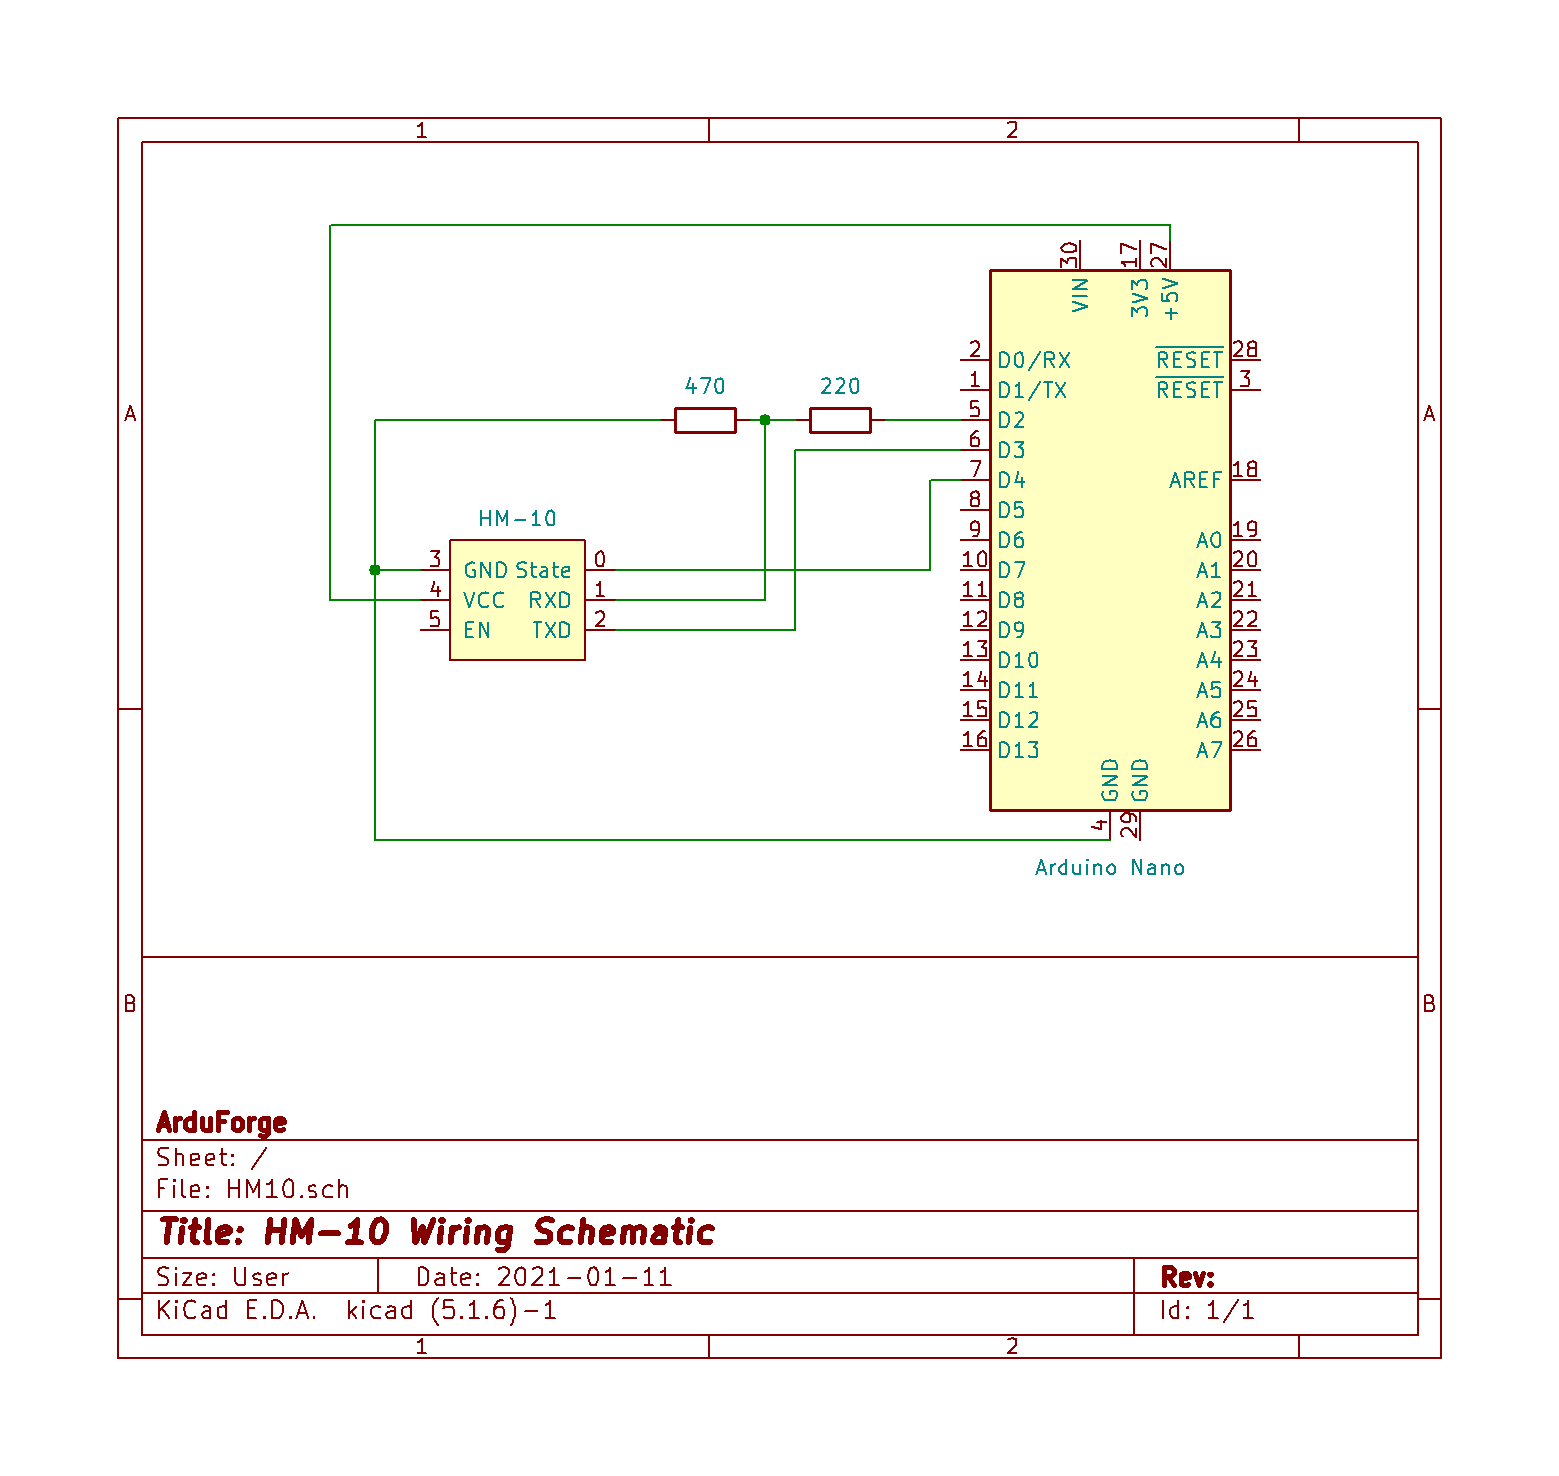 1 2
30 17 27
VIN 3V3 +5V
2 D0/RX RESET 28
470 220 1 D1/TX RESET 3
A 5 D2 A
6 D3
7 D4 AREF 18
HM-10 8 D5
9 D6 A0 19
3 GND State 0 10 D7 A1 20
4 VCC RXD 1 11 D8 A2 21
5 EN TXD 2 12 D9 A3 22
13 D10 A4 23
14 D11 A5 24
15 D12 A6 25
16 D13 A7 26
GND GND
4 29
Arduino Nano
B B
ArduForge
Sheet: /
File: HM10.sch
Title: HM-10 Wiring Schematic
Size: User Date: 2021-01-11 Rev:
KiCad E.D.A. kicad (5.1.6)-1 Id: 1/1
1 2